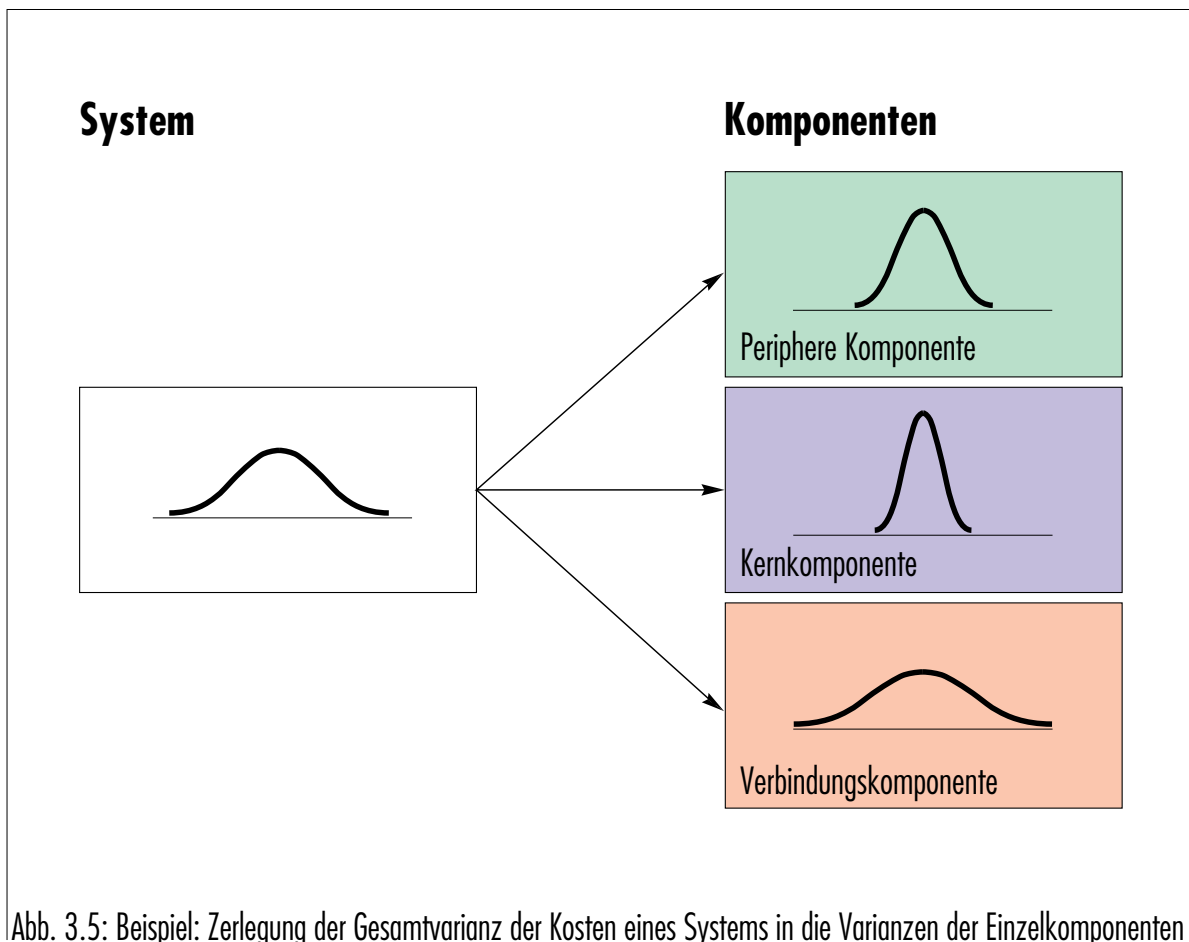 System
Komponenten
Periphere Komponente
Kernkomponente
Verbindungskomponente
Abb. 3.5: Beispiel: Zerlegung der Gesamtvarianz der Kosten eines Systems in die Varianzen der Einzelkomponenten